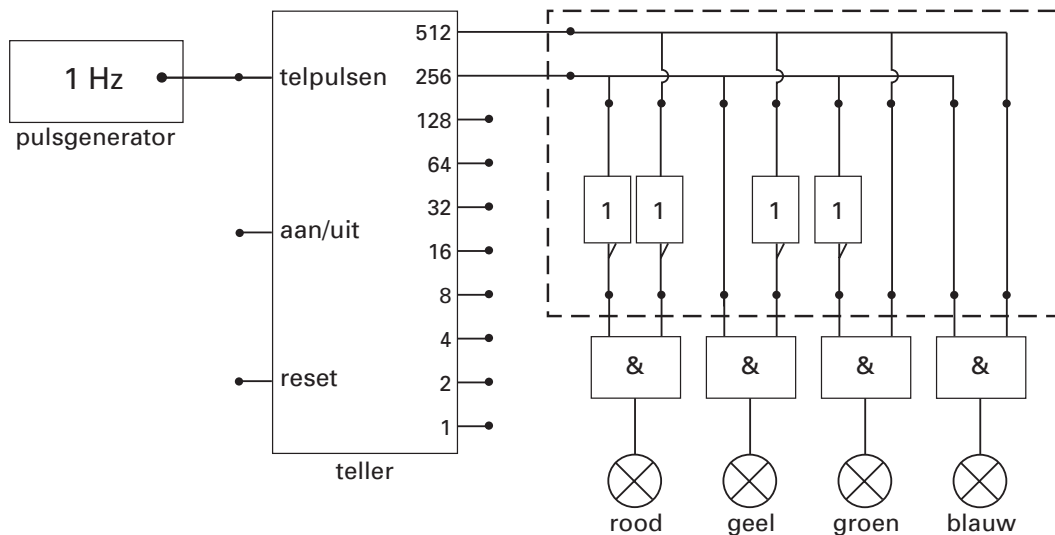 1 Hz
pulsgenerator
telpulsen
aan/uit
reset
512
256
128
64
32
16
8
4
2
1
teller
1 1 1 1
& & & &
rood geel groen blauw